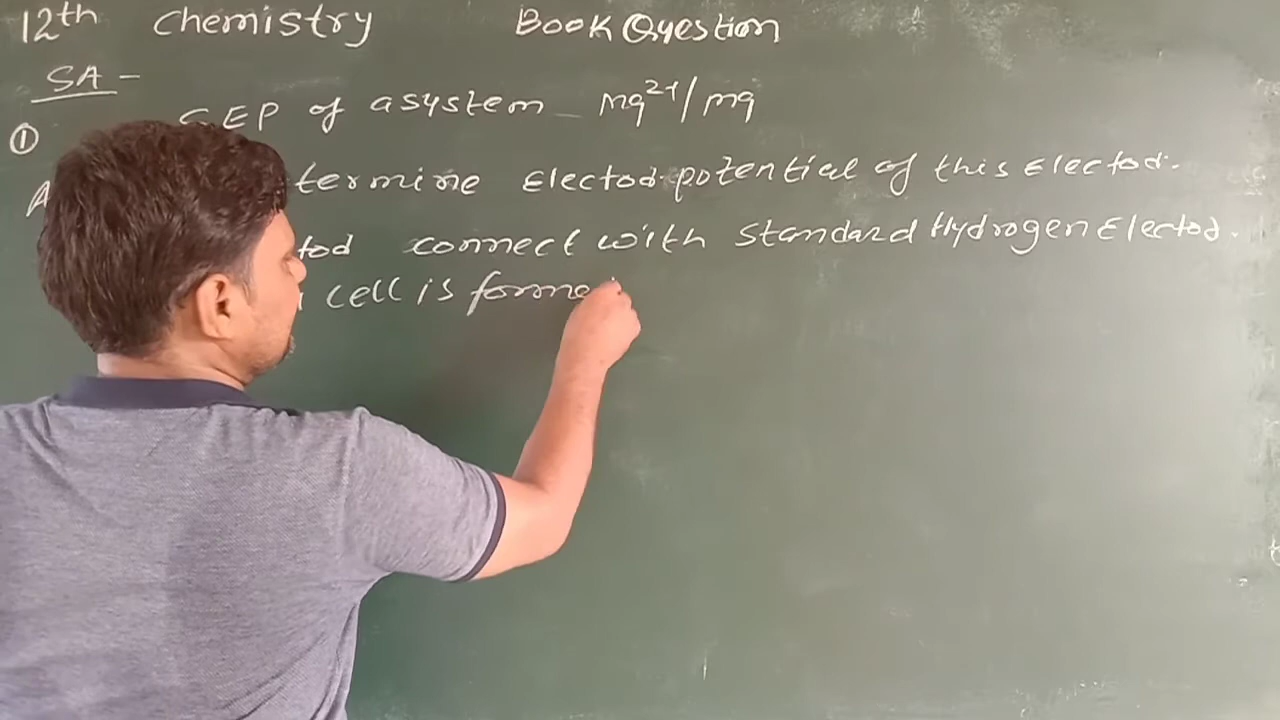 12th Chemistry Book Question
SA -
① SEP of a system Mg²⁺/Mg
termine Electod potential of this Electod.
tod connect with standard Hydrogen Electod.
cell is forme